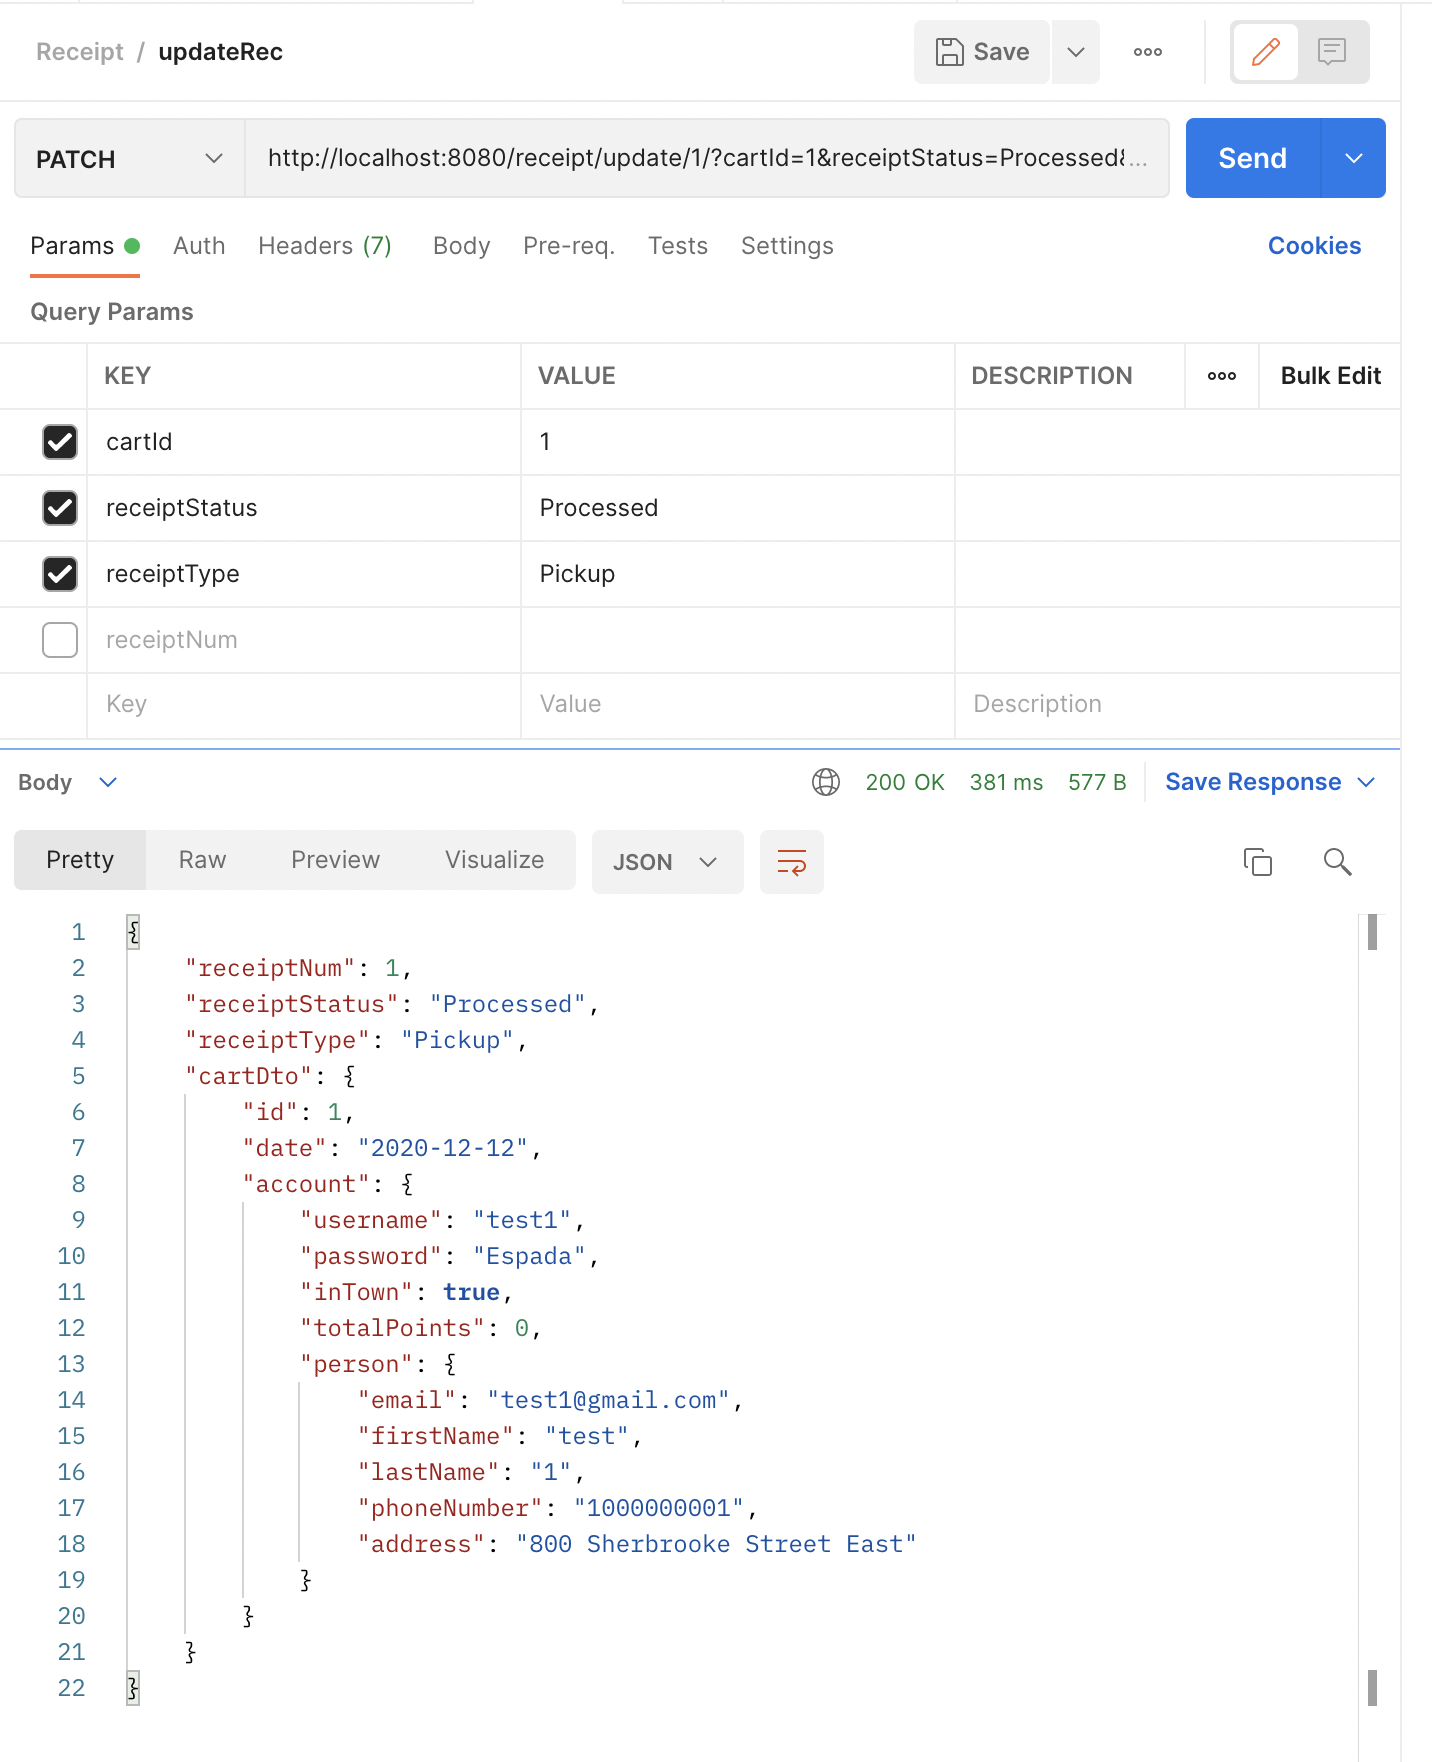 Receipt / updateRec
Save
PATCH
http://localhost:8080/receipt/update/1/?cartId=1&receiptStatus=Processed& ...
Send
Params Auth Headers (7) Body Pre-req. Tests Settings Cookies
Query Params
KEY VALUE DESCRIPTION Bulk Edit
cartId 1
receiptStatus Processed
receiptType Pickup
receiptNum
Key Value Description
Body 200 OK 381 ms 577 B Save Response
Pretty Raw Preview Visualize JSON
1 {
2 "receiptNum": 1,
3 "receiptStatus": "Processed",
4 "receiptType": "Pickup",
5 "cartDto": {
6 "id": 1,
7 "date": "2020-12-12",
8 "account": {
9 "username": "test1",
10 "password": "Espada",
11 "inTown": true,
12 "totalPoints": 0,
13 "person": {
14 "email": "test1@gmail.com",
15 "firstName": "test",
16 "lastName": "1",
17 "phoneNumber": "1000000001",
18 "address": "800 Sherbrooke Street East"
19 }
20 }
21 }
22 }